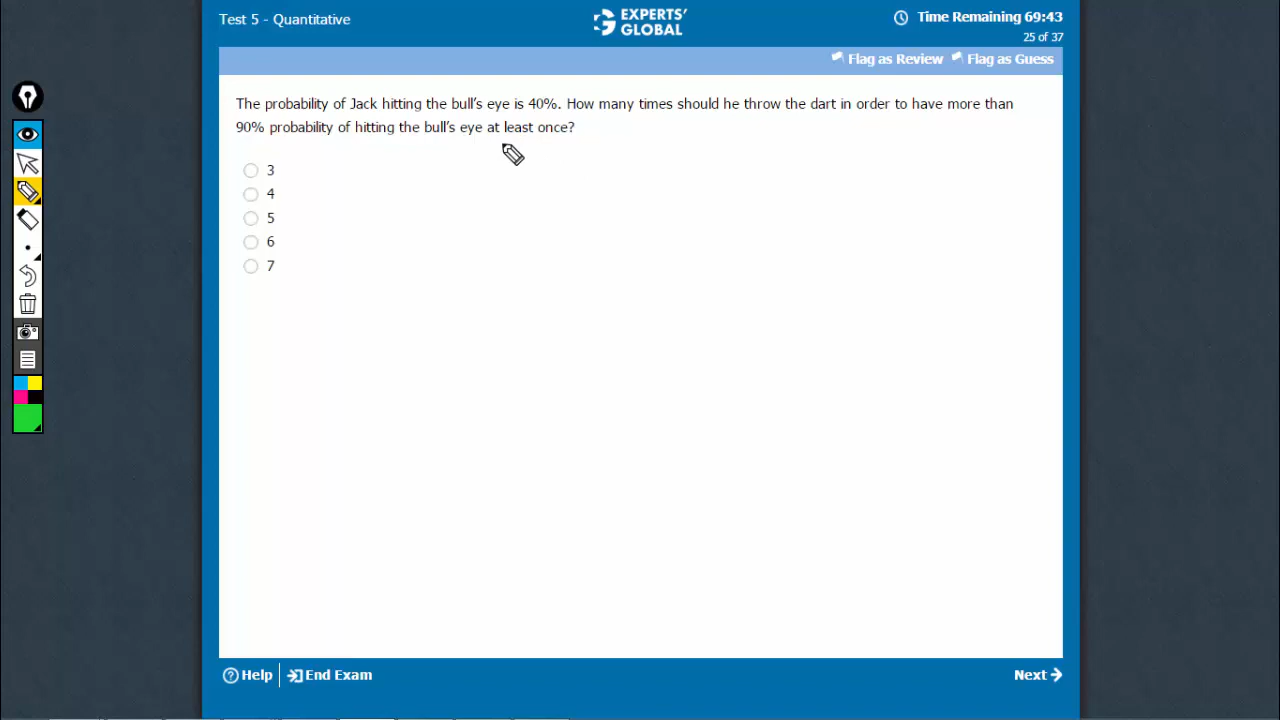 Test 5 - Quantitative
EXPERTS'
GLOBAL
Time Remaining 69:43
25 of 37
Flag as Review Flag as Guess
The probability of Jack hitting the bull's eye is 40%. How many times should he throw the dart in order to have more than
90% probability of hitting the bull's eye at least once?
3
4
5
6
7
Help End Exam
Next